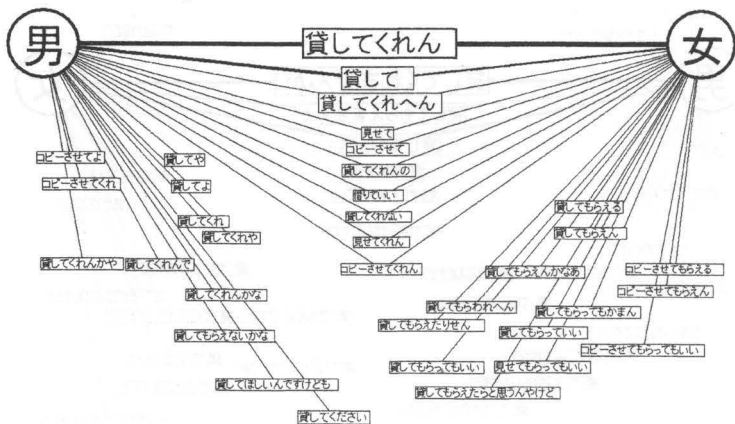 男
貸してくれん
女
貸して
貸してくれへん
見せて
コピーさせて
貸してくれんの
借りていい
貸してくれない
見せてくれん
コピーさせてくれん
コピーさせてよ
貸してや
コピーさせてくれ
貸してよ
貸してくれ
貸してくれや
貸してくれんかや
貸してくれんで
貸してくれんかな
貸してもらえないかな
貸してほしいんですけども
貸してください
貸してもらえる
貸してもらえん
貸してもらえんかなあ
コピーさせてもらえる
コピーさせてもらえん
貸してもらわれへん
貸してもらってもかまん
貸してもらえたりせん
貸してもらっていい
コピーさせてもらってもいい
貸してもらってもいい
見せてもらってもいい
貸してもらえたらと思うんやけど